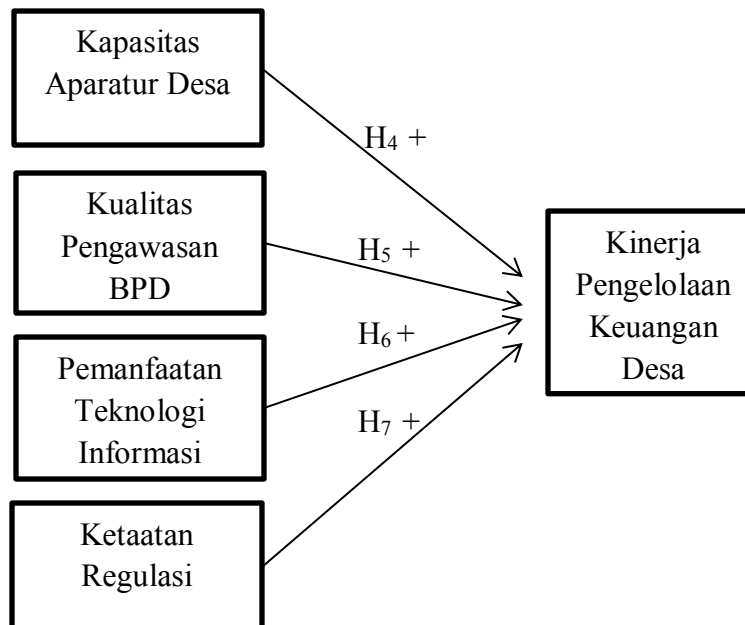 Kapasitas
Aparatur Desa
H4 +
Kualitas
Pengawasan
BPD
H5 +
Kinerja
Pengelolaan
Keuangan
Desa
H6 +
Pemanfaatan
Teknologi
Informasi
H7 +
Ketaatan
Regulasi